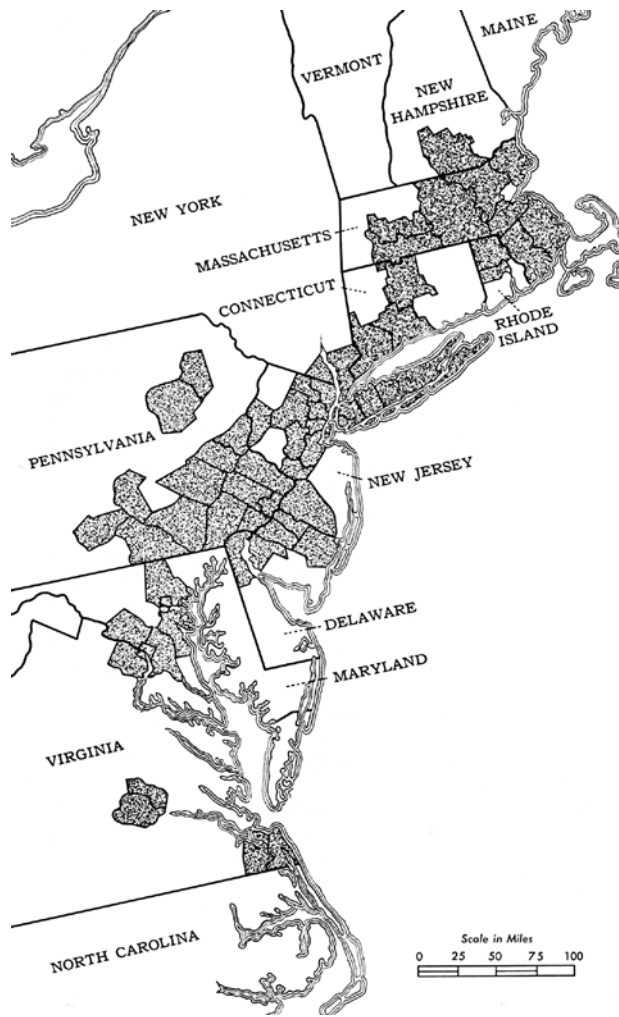 MAINE
VERMONT
NEW
HAMPSHIRE
NEW YORK
MASSACHUSETTS
CONNECTICUT
RHODE
ISLAND
PENNSYLVANIA
NEW JERSEY
DELAWARE
MARYLAND
VIRGINIA
NORTH CAROLINA
Scale in Miles
0 25 50 75 100